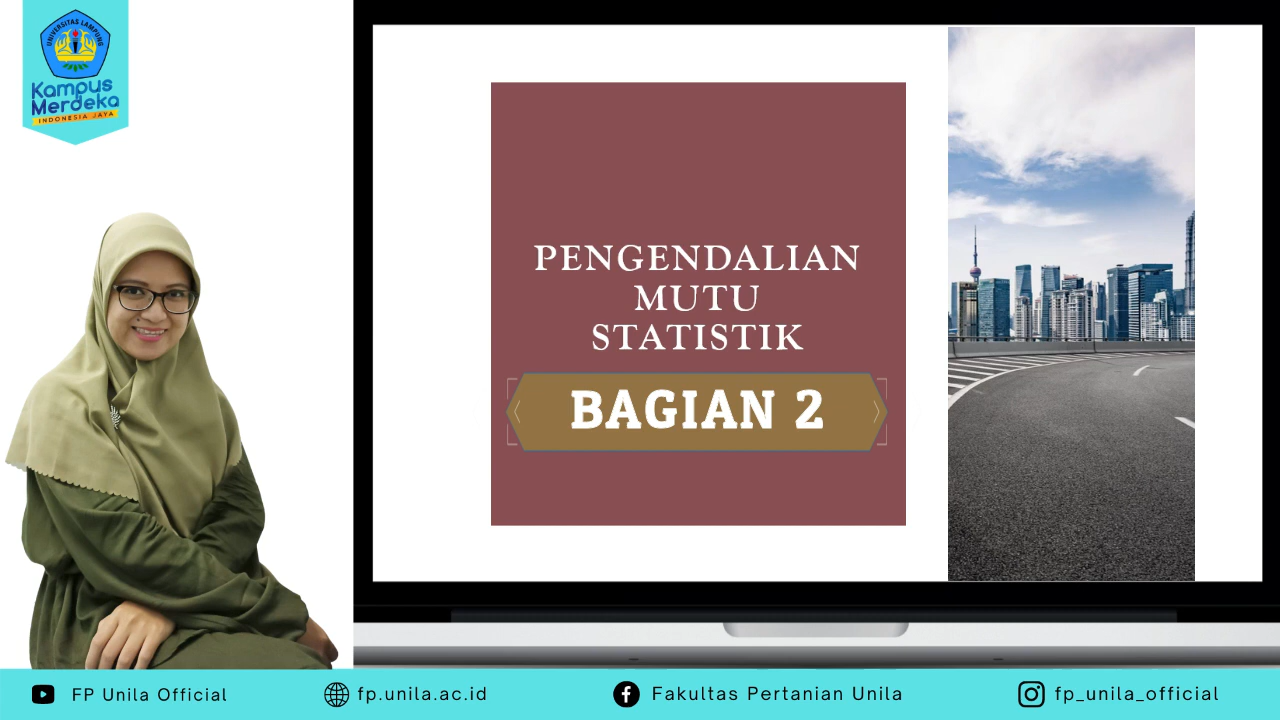 UNIVERSITAS LAMPUNG
Kampus
Merdeka
INDONESIA JAYA
PENGENDALIAN
MUTU
STATISTIK
BAGIAN 2
FP Unila Official
fp.unila.ac.id
Fakultas Pertanian Unila
fp_unila_official